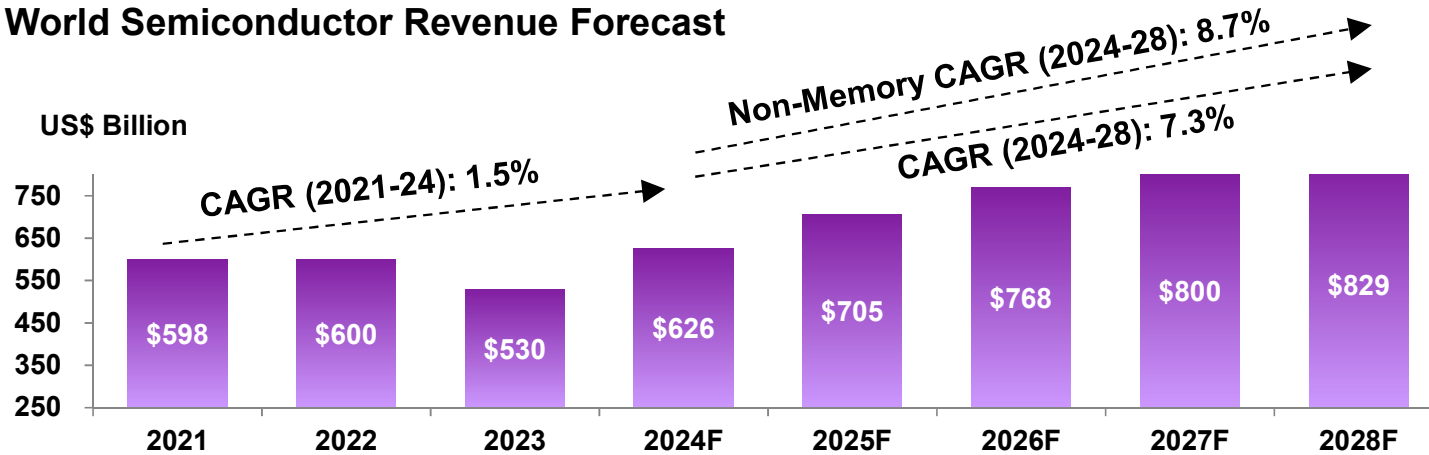 World Semiconductor Revenue Forecast
Non-Memory CAGR (2024-28): 8.7%
CAGR (2024-28): 7.3%
US$ Billion
CAGR (2021-24): 1.5%
750
650
550
450
350
250
$598
$600
$530
$626
$705
$768
$800
$829
2021
2022
2023
2024F
2025F
2026F
2027F
2028F